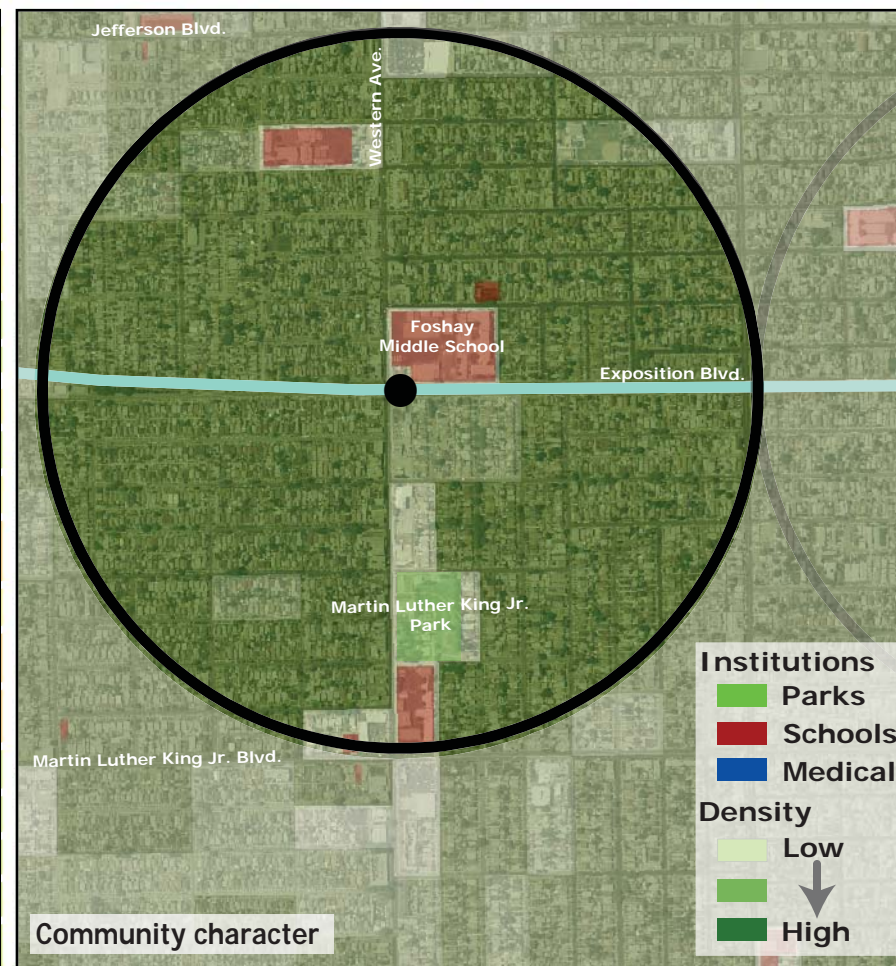 Jefferson Blvd.
Western Ave.
Foshay
Middle School
Exposition Blvd.
Martin Luther King Jr.
Park
Martin Luther King Jr. Blvd.
Institutions
Parks
Schools
Medical
Density
Low
High
Community character